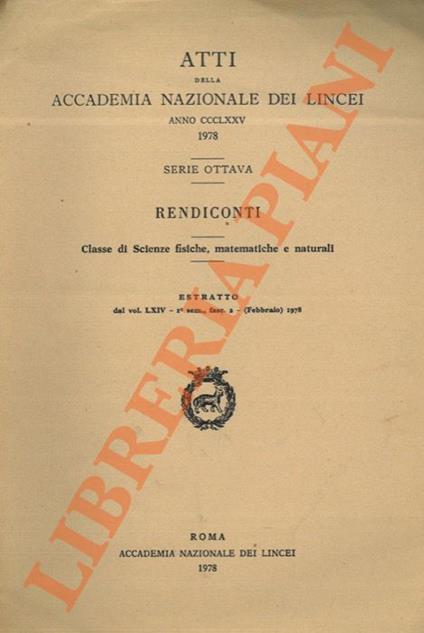 ATTI
DELLA
ACCADEMIA NAZIONALE DEI LINCEI
ANNO CCCLXXV
1978
SERIE OTTAVA
RENDICONTI
Classe di Scienze fisiche, matematiche e naturali
ESTRATTO
dal vol. LXIV - 1° sem., fasc. 2 - (Febbraio) 1978
ROMA
ACCADEMIA NAZIONALE DEI LINCEI
1978
LIBRERIA PIANI